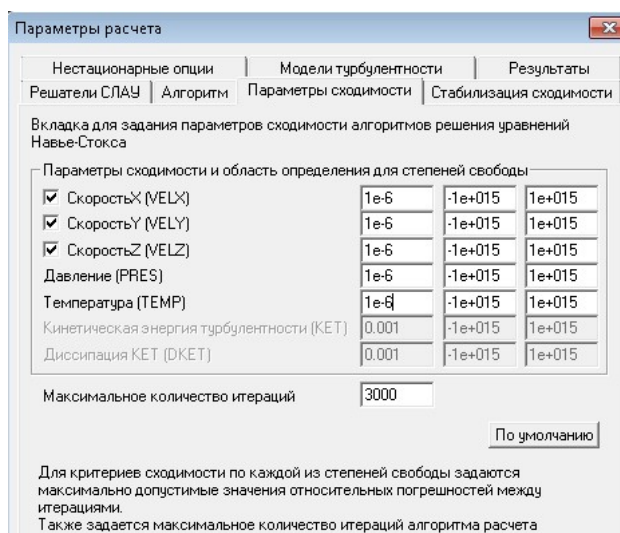 Параметры расчета
Нестационарные опции Модели турбулентности Результаты
Решатели СЛАУ Алгоритм Параметры сходимости Стабилизация сходимости
Вкладка для задания параметров сходимости алгоритмов решения уравнений
Навье-Стокса
Параметры сходимости и область определения для степеней свободы
СкоростьX (VELX) 1e-6 -1e+015 1e+015
СкоростьY (VELY) 1e-6 -1e+015 1e+015
СкоростьZ (VELZ) 1e-6 -1e+015 1e+015
Давление (PRES) 1e-6 -1e+015 1e+015
Температура (TEMP) 1e-6 -1e+015 1e+015
Кинетическая энергия турбулентности (KET) 0.001 -1e+015 1e+015
Диссипация KET (DKET) 0.001 -1e+015 1e+015
Максимальное количество итераций 3000
По умолчанию
Для критериев сходимости по каждой из степеней свободы задаются
максимально допустимые значения относительных погрешностей между
итерациями.
Также задается максимальное количество итераций алгоритма расчета